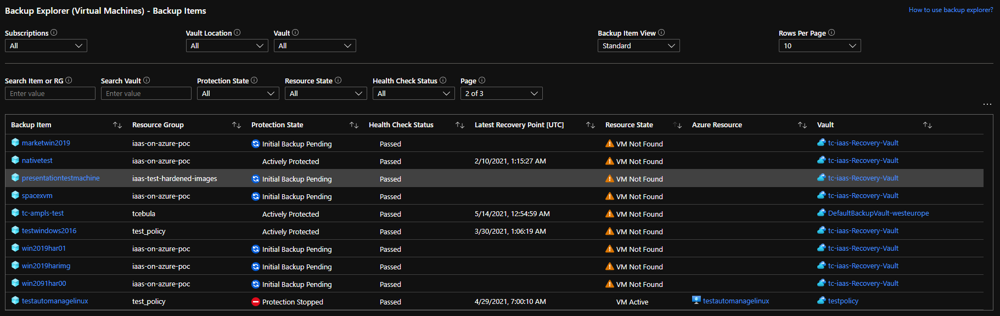 Backup Explorer (Virtual Machines) - Backup Items
How to use backup explorer?
Subscriptions Vault Location Vault Backup Item View Rows Per Page
All All All Standard 10
Search Item or RG Search Vault Protection State Resource State Health Check Status Page
Enter value Enter value All All All 2 of 3
...
Backup Item Resource Group Protection State Health Check Status Latest Recovery Point [UTC] Resource State Azure Resource Vault
marketwin2019 iaas-on-azure-poc Initial Backup Pending Passed VM Not Found tc-iaas-Recovery-Vault
nativetest iaas-on-azure-poc Actively Protected Passed 2/10/2021, 1:15:27 AM VM Not Found tc-iaas-Recovery-Vault
presentationtestmachine iaas-test-hardened-images Initial Backup Pending Passed VM Not Found tc-iaas-Recovery-Vault
spacexvm iaas-on-azure-poc Initial Backup Pending Passed VM Not Found tc-iaas-Recovery-Vault
tc-ampls-test tcebula Actively Protected Passed 5/14/2021, 12:54:59 AM VM Not Found DefaultBackupVault-westeurope
testwindows2016 test_policy Actively Protected Passed 3/30/2021, 1:06:19 AM VM Not Found tc-iaas-Recovery-Vault
win2019har01 iaas-on-azure-poc Initial Backup Pending Passed VM Not Found tc-iaas-Recovery-Vault
win2019harimg iaas-on-azure-poc Initial Backup Pending Passed VM Not Found tc-iaas-Recovery-Vault
win2091har00 iaas-on-azure-poc Initial Backup Pending Passed VM Not Found tc-iaas-Recovery-Vault
testautomanagelinux test_policy Protection Stopped Passed 4/29/2021, 7:00:10 AM VM Active testautomanagelinux testpolicy